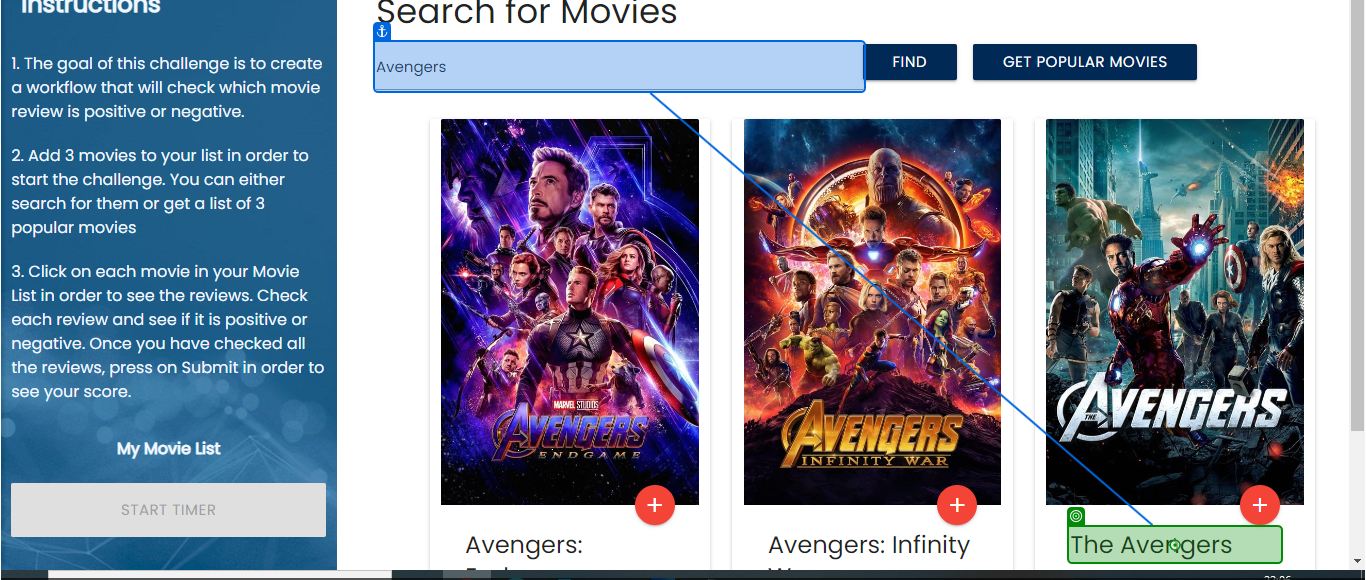 Instructions
1. The goal of this challenge is to create
a workflow that will check which movie
review is positive or negative.
2. Add 3 movies to your list in order to
start the challenge. You can either
search for them or get a list of 3
popular movies
3. Click on each movie in your Movie
List in order to see the reviews. Check
each review and see if it is positive or
negative. Once you have checked all
the reviews, press on Submit in order to
see your score.
My Movie List
START TIMER
Search for Movies
Avengers
FIND
GET POPULAR MOVIES
MARVEL STUDIOS
AVENGERS
ENDGAME
AVENGERS
INFINITY WAR
THE AVENGERS
+
+
+
Avengers:
Avengers: Infinity
The Avengers